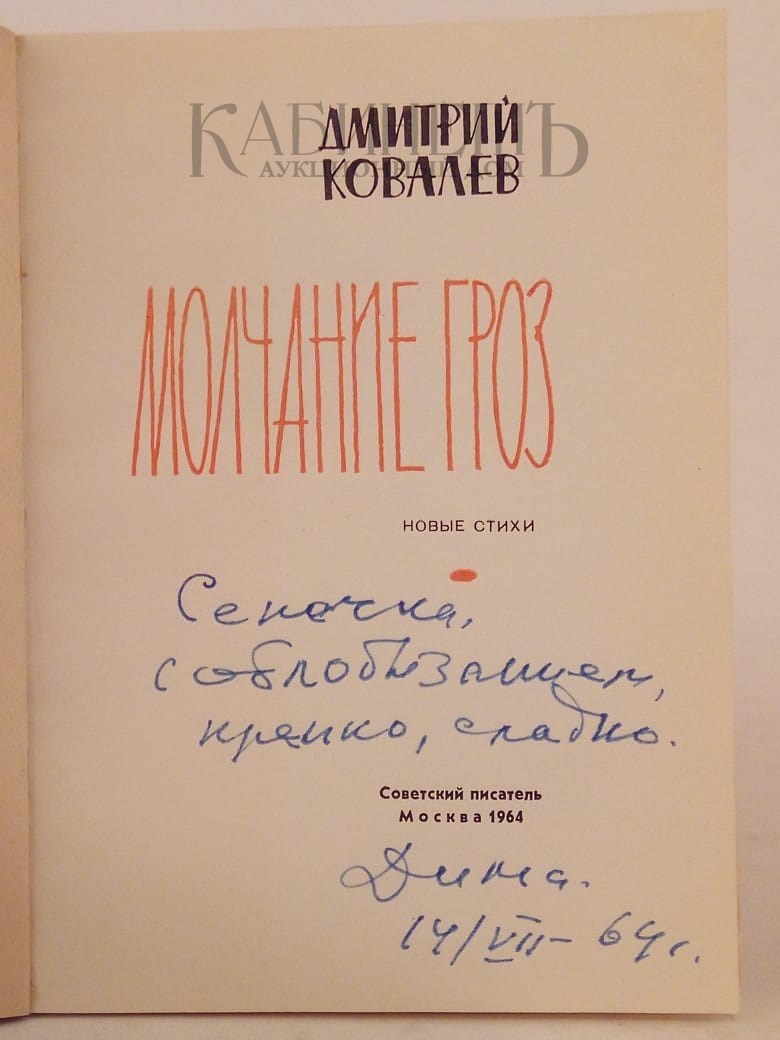 КАБИНЕТЪ
АУКЦИОННЫЙ ДОМ
ДМИТРИЙ
КОВАЛЕВ
МОЛЧАНИЕ ГРОЗ
НОВЫЕ СТИХИ
Сеночка,
с облобызанием,
крепко, сладко.
Советский писатель
Москва 1964
Дима.
14/VII– 64 г.